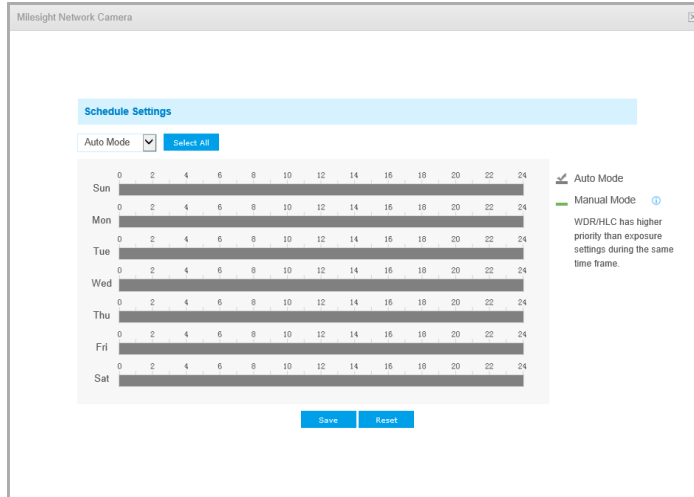 Milesight Network Camera
Schedule Settings
Auto Mode Select All
0 2 4 6 8 10 12 14 16 18 20 22 24
Sun
0 2 4 6 8 10 12 14 16 18 20 22 24
Mon
0 2 4 6 8 10 12 14 16 18 20 22 24
Tue
0 2 4 6 8 10 12 14 16 18 20 22 24
Wed
0 2 4 6 8 10 12 14 16 18 20 22 24
Thu
0 2 4 6 8 10 12 14 16 18 20 22 24
Fri
0 2 4 6 8 10 12 14 16 18 20 22 24
Sat
Auto Mode
Manual Mode
WDR/HLC has higher
priority than exposure
settings during the same
time frame.
Save Reset